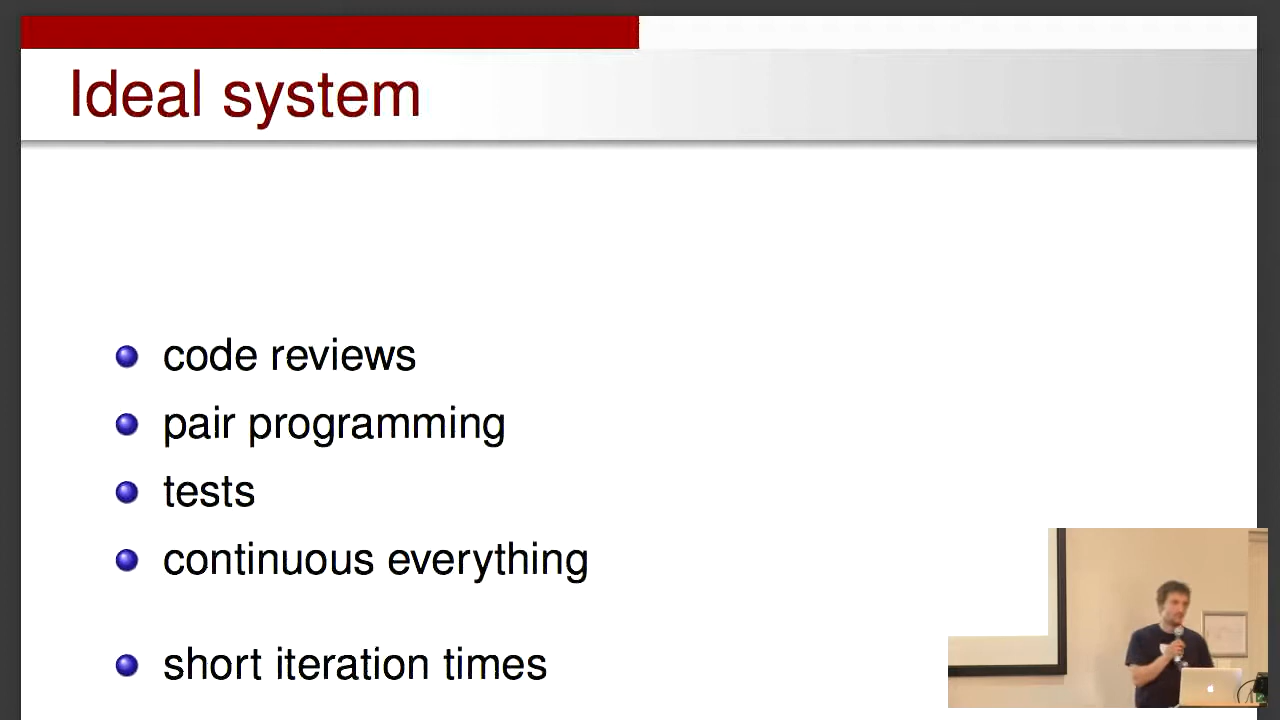 Ideal system
code reviews
pair programming
tests
continuous everything
short iteration times